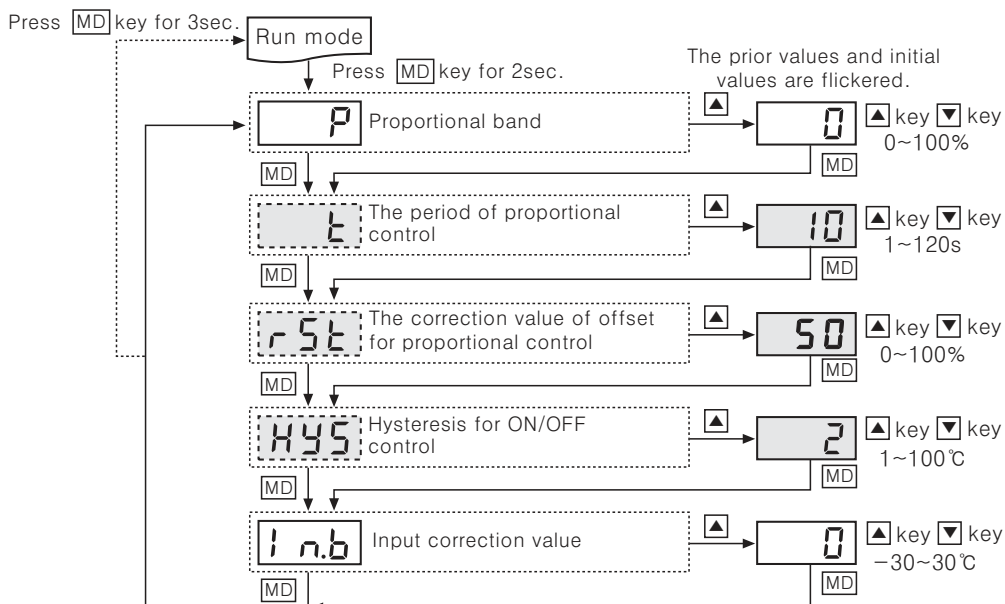 Press MD key for 3sec.
Run mode
Press MD key for 2sec.
The prior values and initial
values are flickered.
P
Proportional band
▲
0
▲ key ▼ key
0~100%
MD
MD
t
The period of proportional
control
▲
10
▲ key ▼ key
1~120s
MD
MD
rSt
The correction value of offset
for proportional control
▲
50
▲ key ▼ key
0~100%
MD
MD
HYS
Hysteresis for ON/OFF
control
▲
2
▲ key ▼ key
1~100℃
MD
MD
In.b
Input correction value
▲
0
▲ key ▼ key
−30~30℃
MD
MD